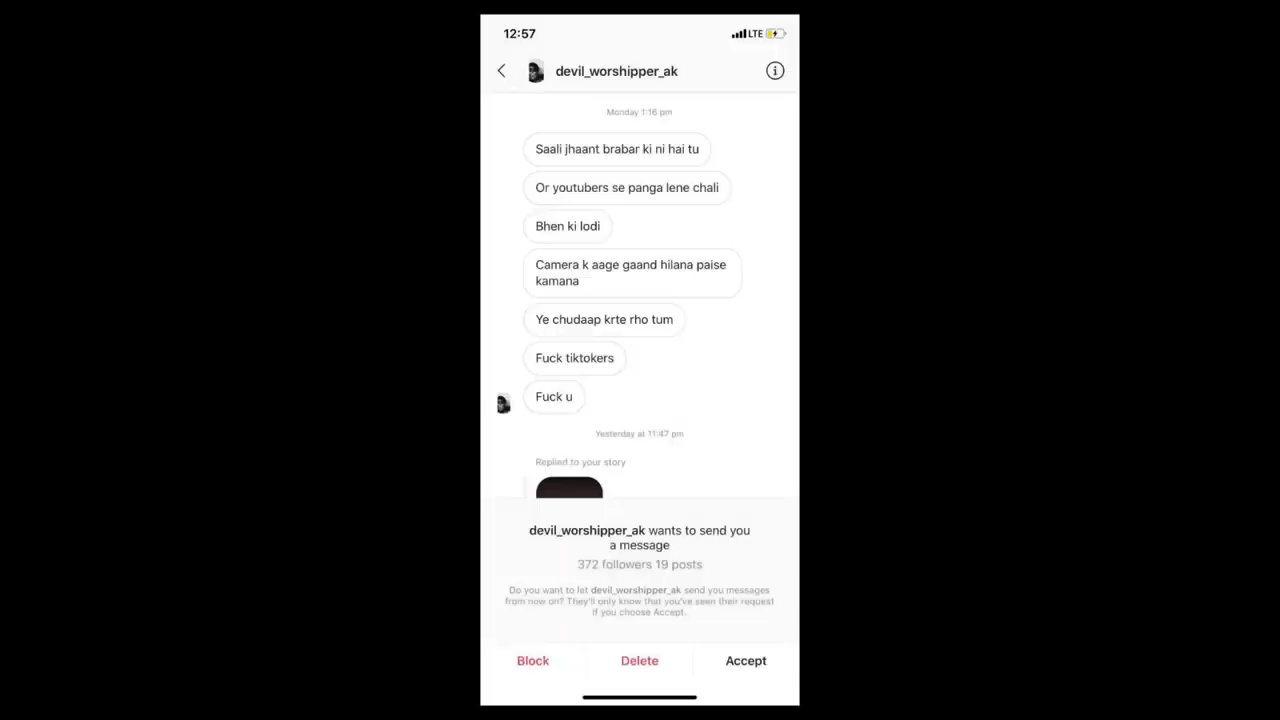 12:57
LTE
devil_worshipper_ak
Monday 1:16 pm
Saali jhaant brabar ki ni hai tu
Or youtubers se panga lene chali
Bhen ki lodi
Camera k aage gaand hilana paise
kamana
Ye chudaap krte rho tum
Fuck tiktokers
Fuck u
Yesterday at 11:47 pm
Replied to your story
devil_worshipper_ak wants to send you
a message
372 followers 19 posts
Do you want to let devil_worshipper_ak send you messages
from now on? They'll only know that you've seen their request
if you choose Accept.
Block
Delete
Accept